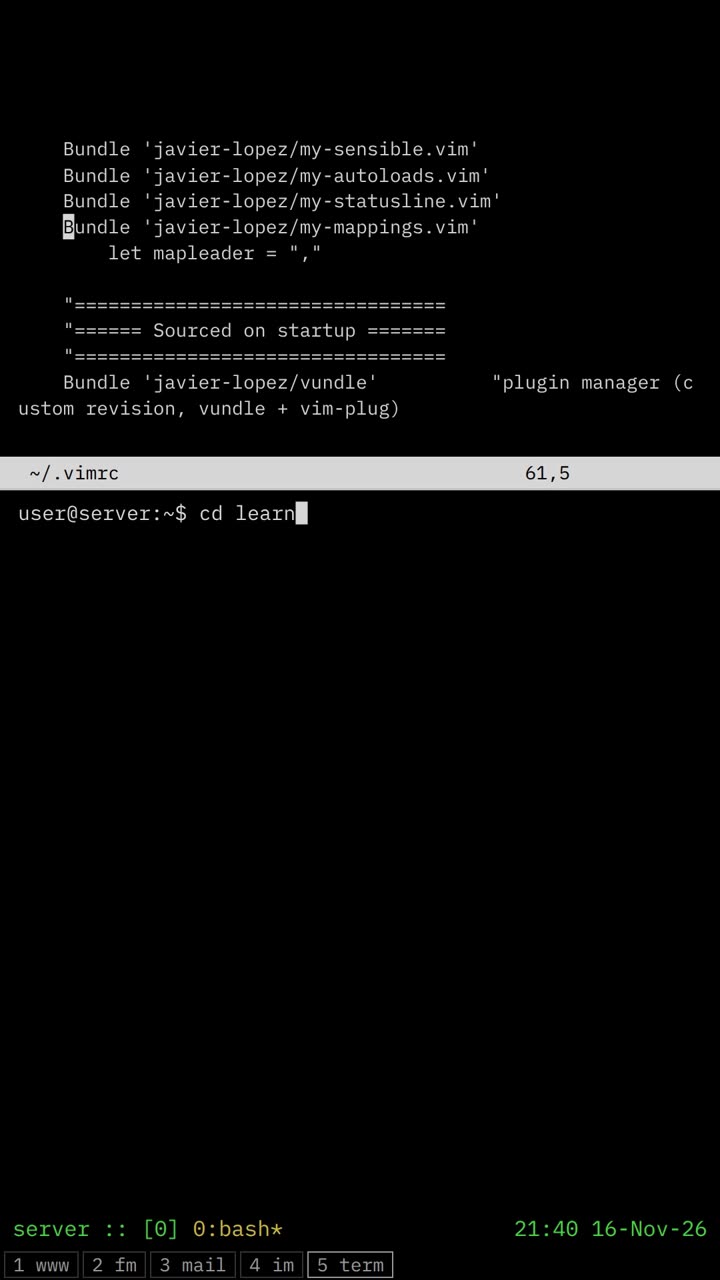 Bundle 'javier-lopez/my-sensible.vim'
Bundle 'javier-lopez/my-autoloads.vim'
Bundle 'javier-lopez/my-statusline.vim'
Bundle 'javier-lopez/my-mappings.vim'
let mapleader = ","
"=================================
"====== Sourced on startup =======
"=================================
Bundle 'javier-lopez/vundle' "plugin manager (c
ustom revision, vundle + vim-plug)
~/.vimrc 61,5
user@server:~$ cd learn
server :: [0] 0:bash* 21:40 16-Nov-26
1 www 2 fm 3 mail 4 im 5 term